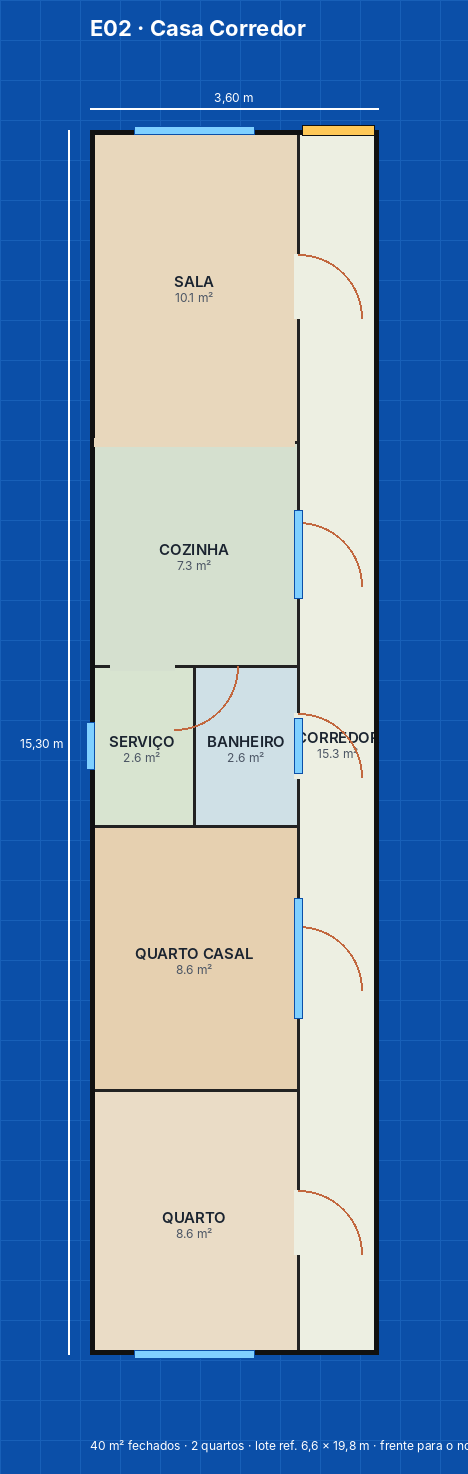 E02 · Casa Corredor
3,60 m
SALA
10.1 m²
COZINHA
7.3 m²
15,30 m
SERVIÇO
2.6 m²
BANHEIRO
2.6 m²
CORREDOR
15.3 m²
QUARTO CASAL
8.6 m²
QUARTO
8.6 m²
40 m² fechados · 2 quartos · lote ref. 6,6 × 19,8 m · frente para o